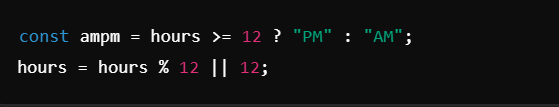 const ampm = hours >= 12 ? "PM" : "AM";
hours = hours % 12 || 12;